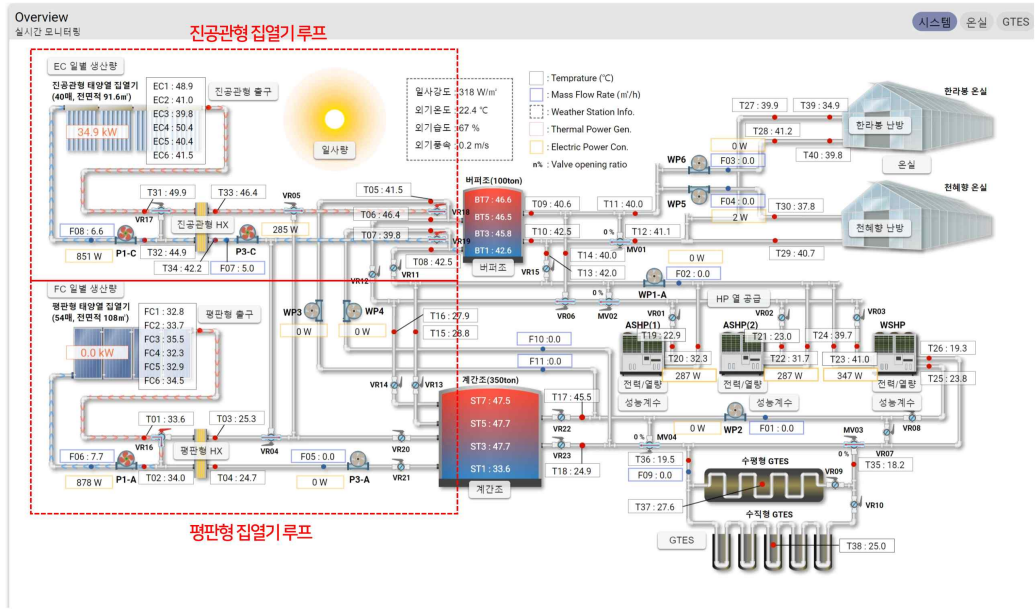 Overview
실시간 모니터링
시스템
온실
GTES
진공관형 집열기 루프
EC 일별 생산량
진공관형 태양열 집열기
(40매, 전면적 91.6㎡)
34.9 kW
EC1 : 48.9
EC2 : 41.0
EC3 : 39.8
EC4 : 50.4
EC5 : 40.4
EC6 : 41.5
진공관형 출구
일사량
일사강도 : 318 W/㎡
외기온도 : 22.4 ℃
외기습도 : 67 %
외기풍속 : 0.2 m/s
: Temprature (℃)
: Mass Flow Rate (㎥/h)
: Weather Station Info.
: Thermal Power Gen.
: Electric Power Con.
n% : Valve opening ratio
T27 : 39.9
T39 : 34.9
T28 : 41.2
T40 : 39.8
한라봉 온실
한라봉 난방
온실
0 W
WP6
F03 : 0.0
WP5
F04 : 0.0
2 W
T30 : 37.8
T29 : 40.7
천혜향 온실
천혜향 난방
T31 : 49.9
T33 : 46.4
VR05
VR17
진공관형 HX
285 W
F08 : 6.6
P1-C
P3-C
851 W
T32 : 44.9
T34 : 42.2
F07 : 5.0
T05 : 41.5
T06 : 46.4
T07 : 39.8
T08 : 42.5
VR18
VR19
버퍼조(100ton)
BT7 : 46.6
BT5 : 46.5
BT3 : 45.8
BT1 : 42.6
버퍼조
T09 : 40.6
T10 : 42.5
T11 : 40.0
T12 : 41.1
0 %
MV01
T14 : 40.0
T13 : 42.0
VR15
VR12
VR11
0 W
F02 : 0.0
WP1-A
VR06
0 %
MV02
HP 열 공급
FC 일별 생산량
평판형 태양열 집열기
(54매, 전면적 108㎡)
0.0 kW
FC1 : 32.8
FC2 : 33.7
FC3 : 35.5
FC4 : 32.3
FC5 : 32.9
FC6 : 34.5
평판형 출구
WP3
WP4
0 W
0 W
T16 : 27.9
T15 : 28.8
F10 :0.0
F11 :0.0
VR01
VR02
VR03
ASHP(1)
T19 : 22.9
T20 : 32.3
287 W
전력/열량
성능계수
ASHP(2)
T21 : 23.0
T22 : 31.7
287 W
전력/열량
성능계수
T24 : 39.7
T23 : 41.0
347 W
WSHP
전력/열량
성능계수
T26 : 19.3
T25 : 23.8
VR08
VR14
VR13
계간조(350ton)
ST7 : 47.5
ST5 : 47.7
ST3 : 47.7
ST1 : 33.6
계간조
T17 : 45.5
VR22
VR23
T18 : 24.9
0 W
WP2
F01 : 0.0
0 %
MV04
MV03
0 %
VR07
T01 : 33.6
T03 : 25.3
VR16
평판형 HX
VR04
VR20
F06 : 7.7
P1-A
878 W
T02 : 34.0
T04 : 24.7
F05 : 0.0
0 W
P3-A
VR21
T36 : 19.5
F09 : 0.0
T35 : 18.2
수평형 GTES
VR09
T37 : 27.6
수직형 GTES
VR10
GTES
T38 : 25.0
평판형 집열기 루프